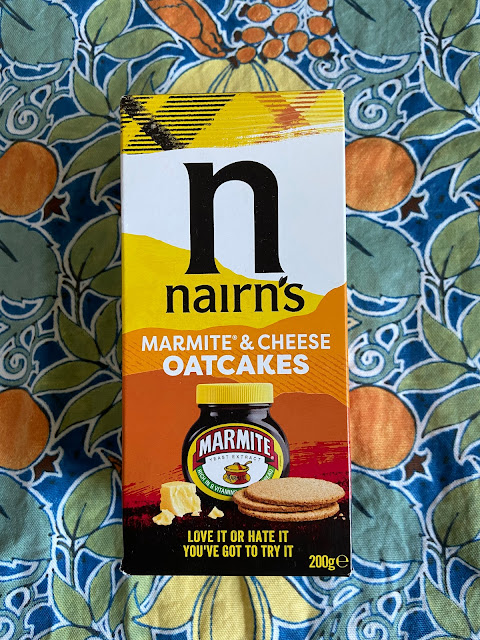 n
nairn's
MARMITE® & CHEESE
OATCAKES
MARMITE
YEAST EXTRACT
LOVE IT OR HATE IT
YOU'VE GOT TO TRY IT
200g℮